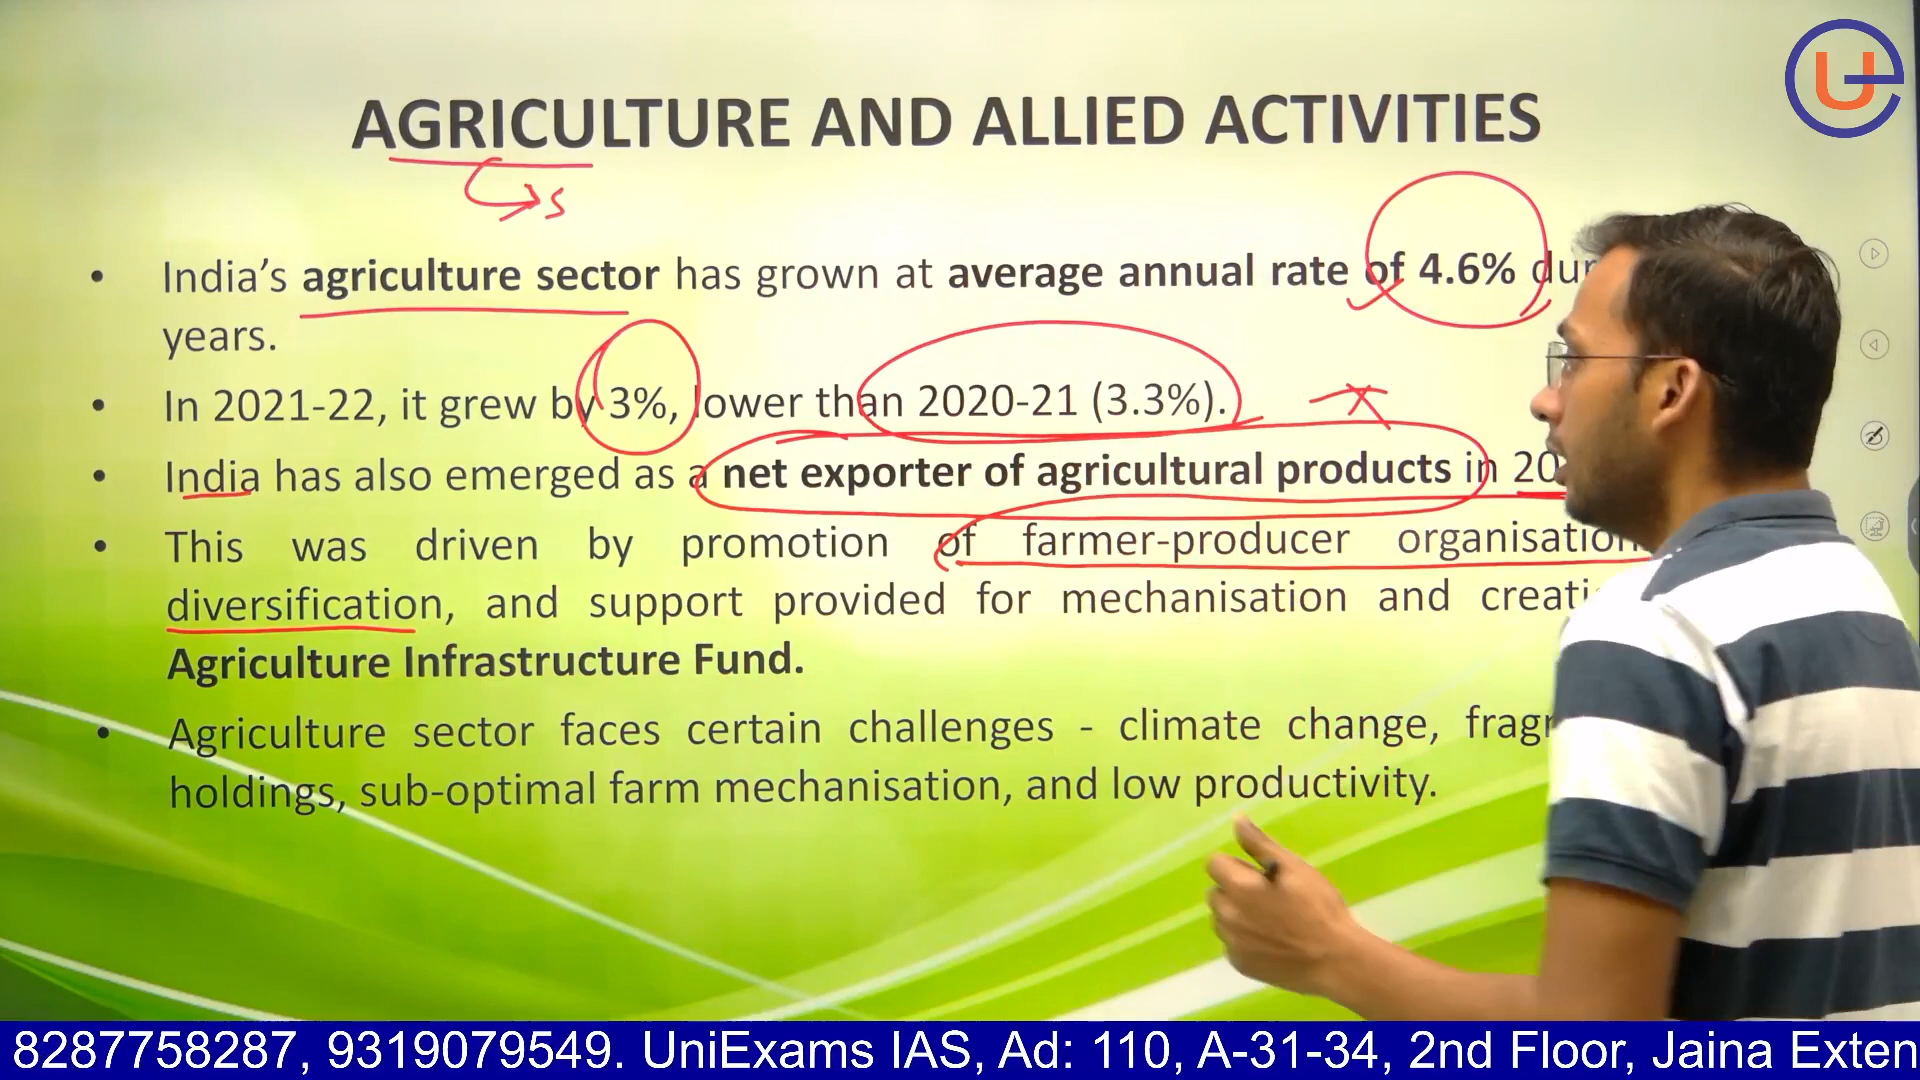 AGRICULTURE AND ALLIED ACTIVITIES
• India's agriculture sector has grown at average annual rate of 4.6%
years.
• In 2021-22, it grew by 3%, lower than 2020-21 (3.3%).
• India has also emerged as a net exporter of agricultural products in
• This was driven by promotion of farmer-producer
diversification, and support provided for mechanisation and
Agriculture Infrastructure Fund.
• Agriculture sector faces certain challenges - climate change,
holdings, sub-optimal farm mechanisation, and low productivity.
8287758287, 9319079549. UniExams IAS, Ad: 110, A-31-34, 2nd Floor, Jaina Exten